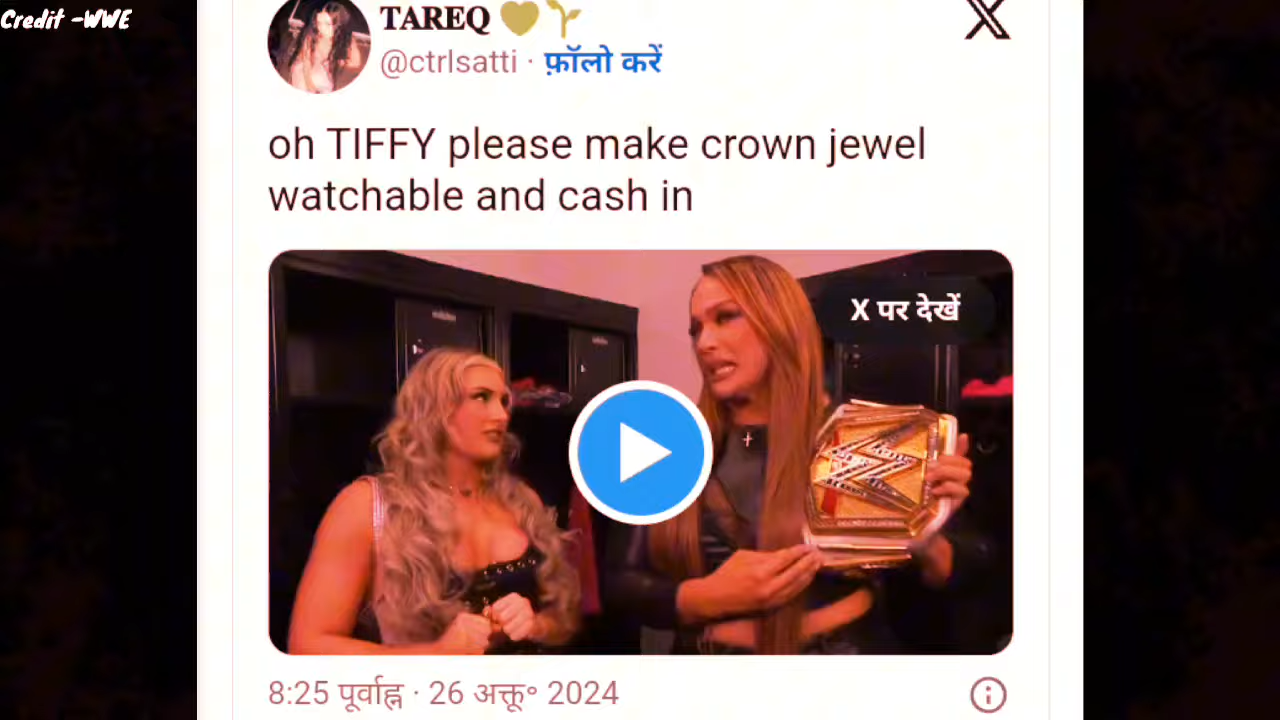 Credit -WWE
TAREQ 💛🌱
@ctrlsatti · फ़ॉलो करें
oh TIFFY please make crown jewel
watchable and cash in
X पर देखें
8:25 पूर्वाह्न · 26 अक्तू॰ 2024